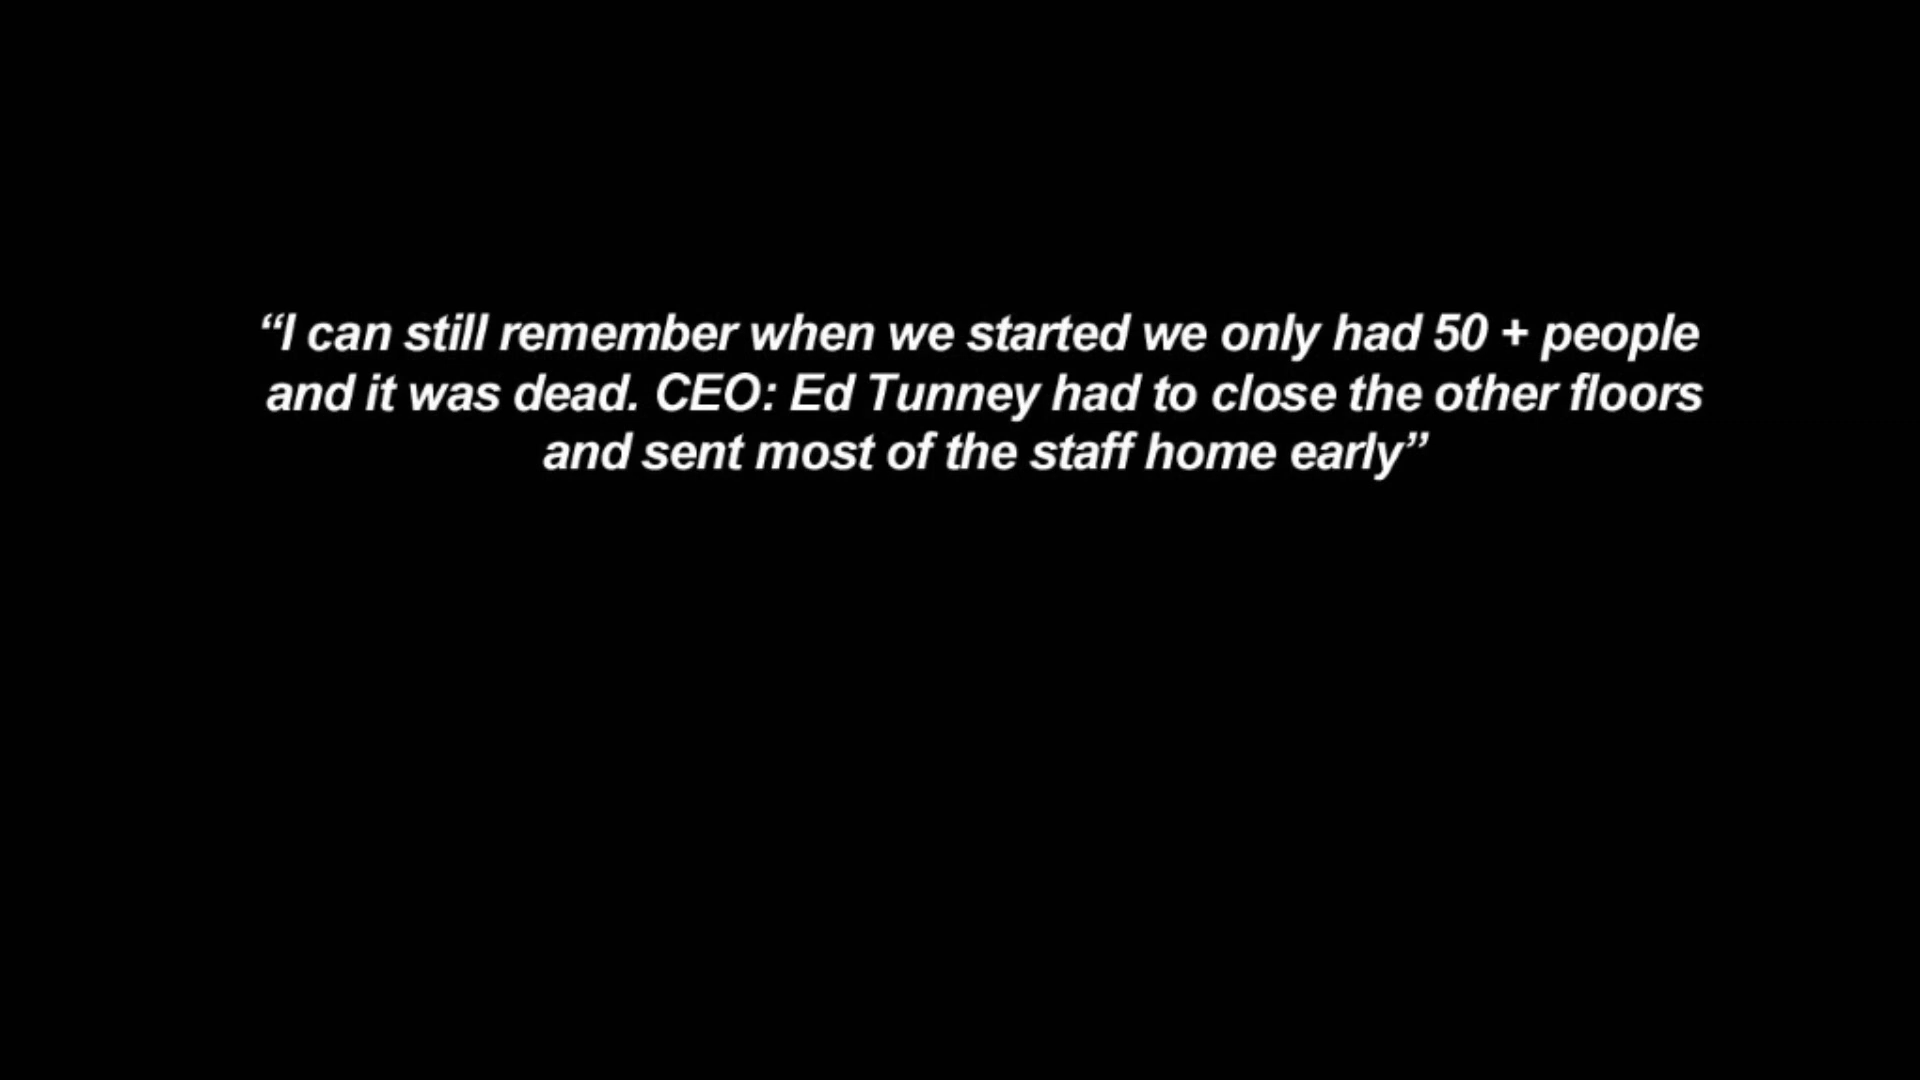 “I can still remember when we started we only had 50 + people
and it was dead. CEO: Ed Tunney had to close the other floors
and sent most of the staff home early”